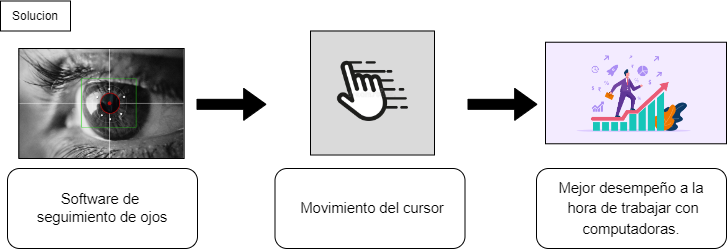 Solucion
Software de
seguimiento de ojos
Movimiento del cursor
Mejor desempeño a la
hora de trabajar con
computadoras.